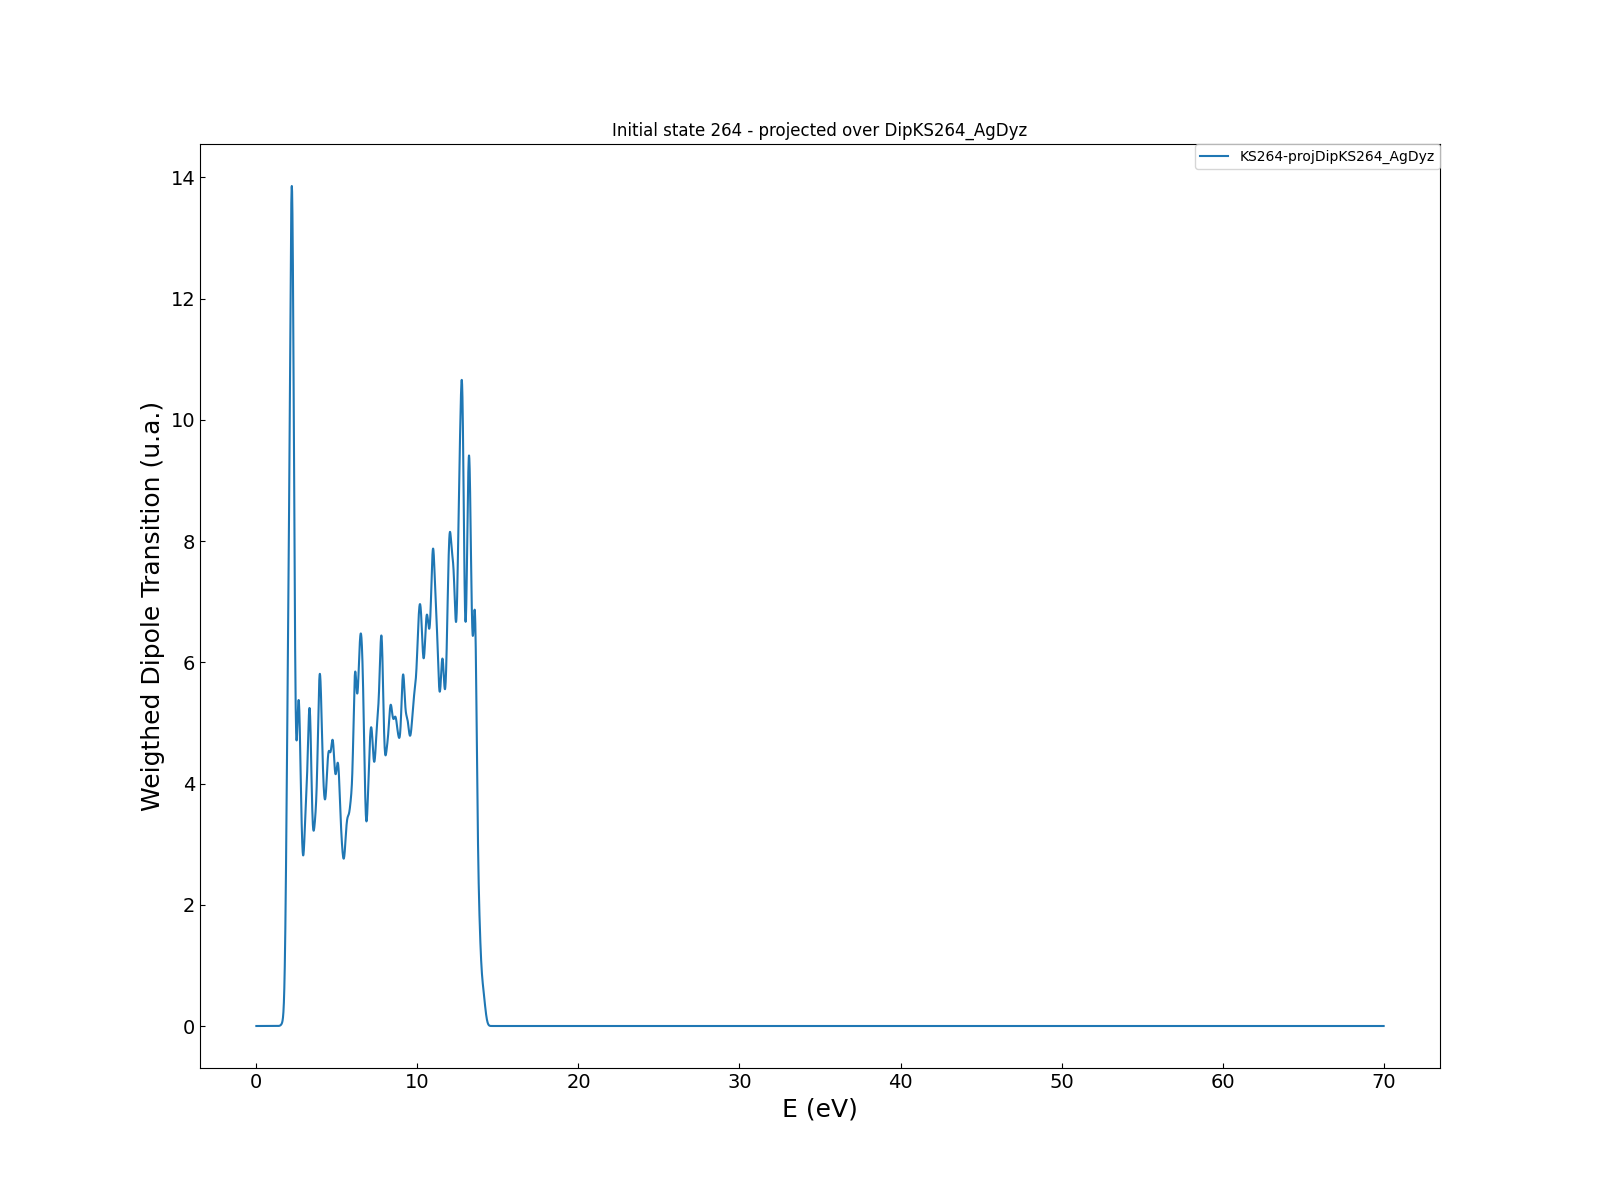 Initial state 264 - projected over DipKS264_AgDyz
KS264-projDipKS264_AgDyz
14
12
10
8
6
4
2
0
Weigthed Dipole Transition (u.a.)
0 10 20 30 40 50 60 70
E (eV)